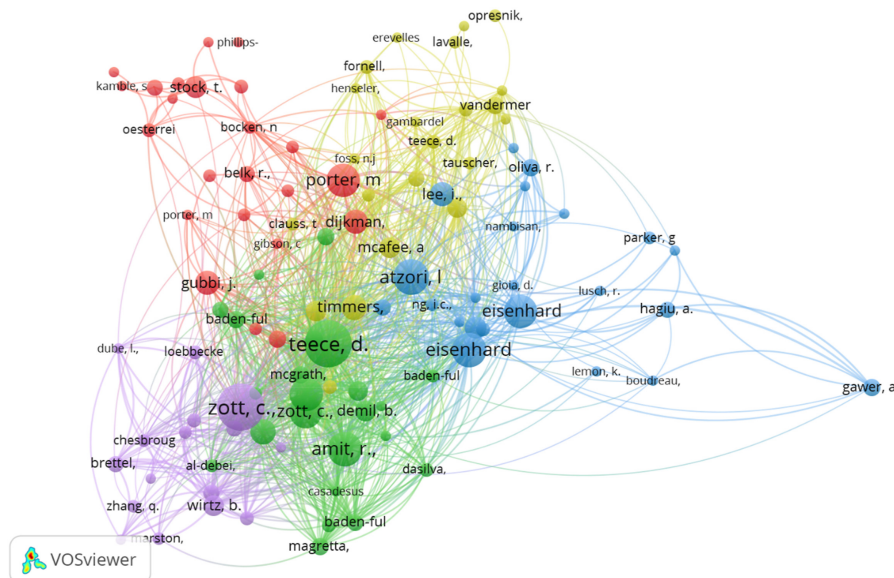 opresnik,
phillips-
erevelles
lavalle,
fornell,
kamble, s
stock, t.
henseler,
vandermer
oesterrei
bocken, n
gambardel
teece, d.
foss, n.j
tauscher,
oliva, r.
belk, r.,
porter, m
lee, i.,
porter, m
clauss, t
dijkman,
nambisan,
parker, g
gibson, c
mcafee, a
atzori, l
gubbi, j.
gioia, d.
lusch, r.
ng, i.c.,
timmers,
eisenhard
hagiu, a.
baden-ful
teece, d.
dube, l.,
loebbecke
eisenhard
mcgrath,
baden-ful
lemon, k.
boudreau,
gawer, a
zott, c.,
zott, c.,
demil, b.
chesbroug
amit, r.,
brettel,
al-debei,
dasilva,
casadesus
zhang, q.
wirtz, b.
baden-ful
marston,
magretta,
VOSviewer